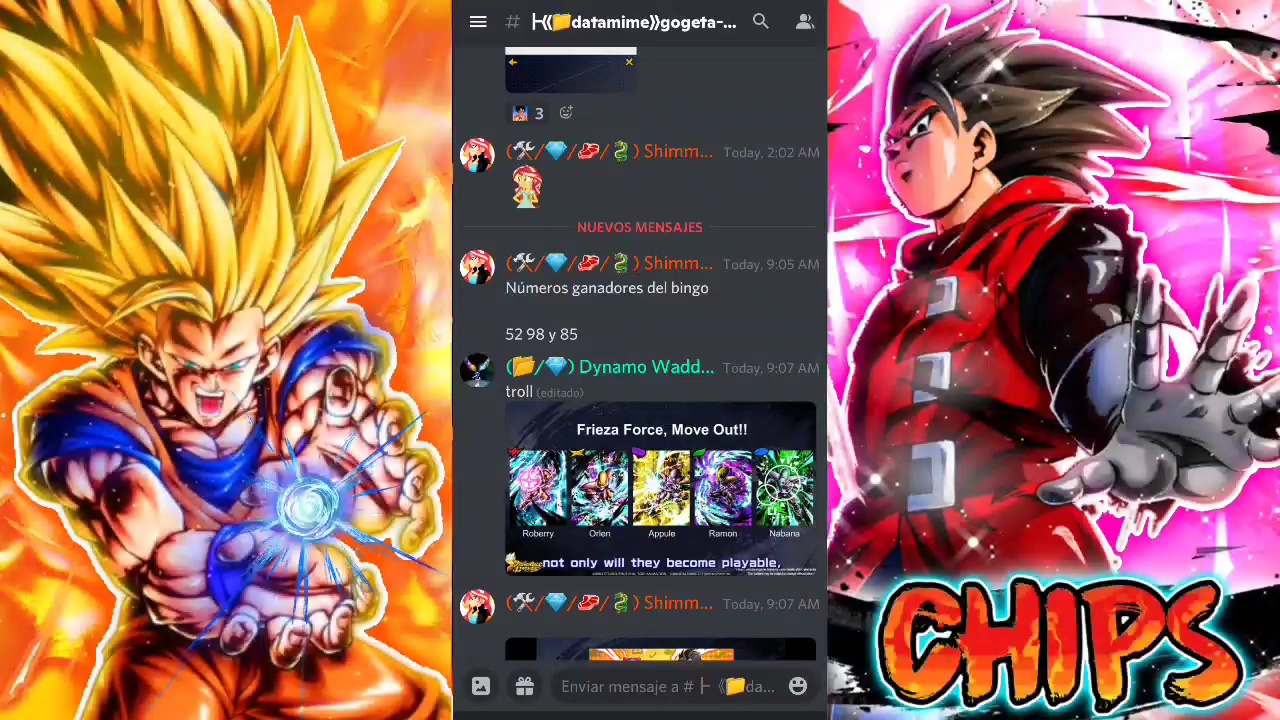 # ├⟪📁datamime⟫gogeta-...
3
(🛠/💎/🥓/🐉) Shimm... Today, 2:02 AM
NUEVOS MENSAJES
(🛠/💎/🥓/🐉) Shimm... Today, 9:05 AM
Números ganadores del bingo
52 98 y 85
(📁/💎) Dynamo Wadd... Today, 9:07 AM
troll (editado)
Frieza Force, Move Out!!
Roberry Orlen Appule Ramon Nabana
not only will they become playable,
(🛠/💎/🥓/🐉) Shimm... Today, 9:07 AM
Enviar mensaje a # ├ ⟪📁da...
CHIPS